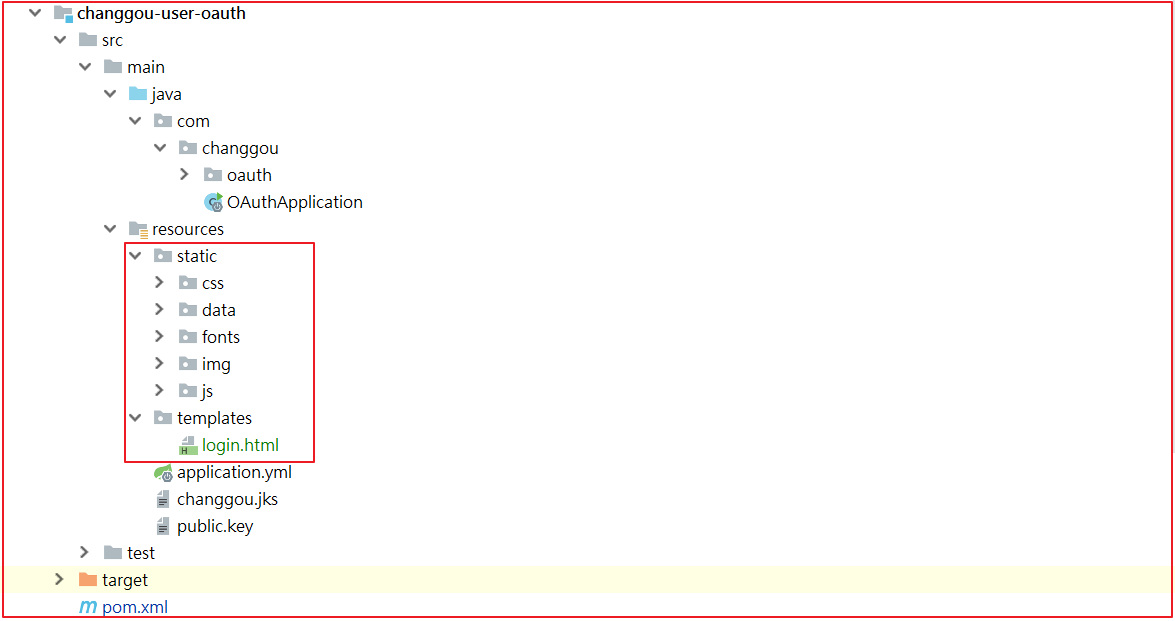 changgou-user-oauth
src
main
java
com
changgou
oauth
OAuthApplication
resources
static
css
data
fonts
img
js
templates
login.html
application.yml
changgou.jks
public.key
test
target
pom.xml